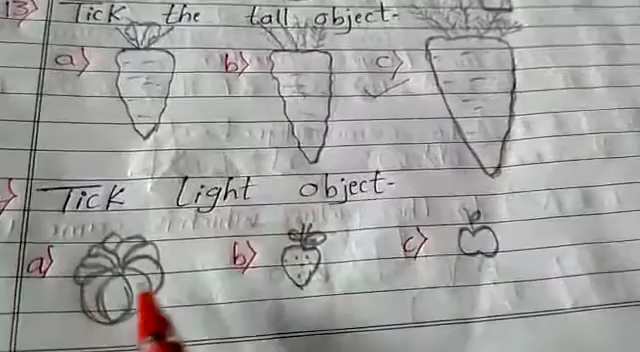 13) Tick the tall object-
a) b) c)
Tick light object-
a) b) c)